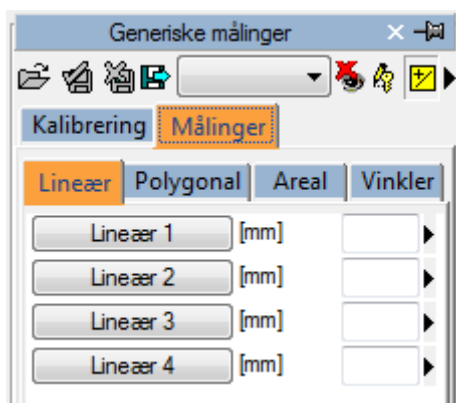 Generiske målinger
Kalibrering Målinger
Lineær Polygonal Areal Vinkler
Lineær 1 [mm]
Lineær 2 [mm]
Lineær 3 [mm]
Lineær 4 [mm]